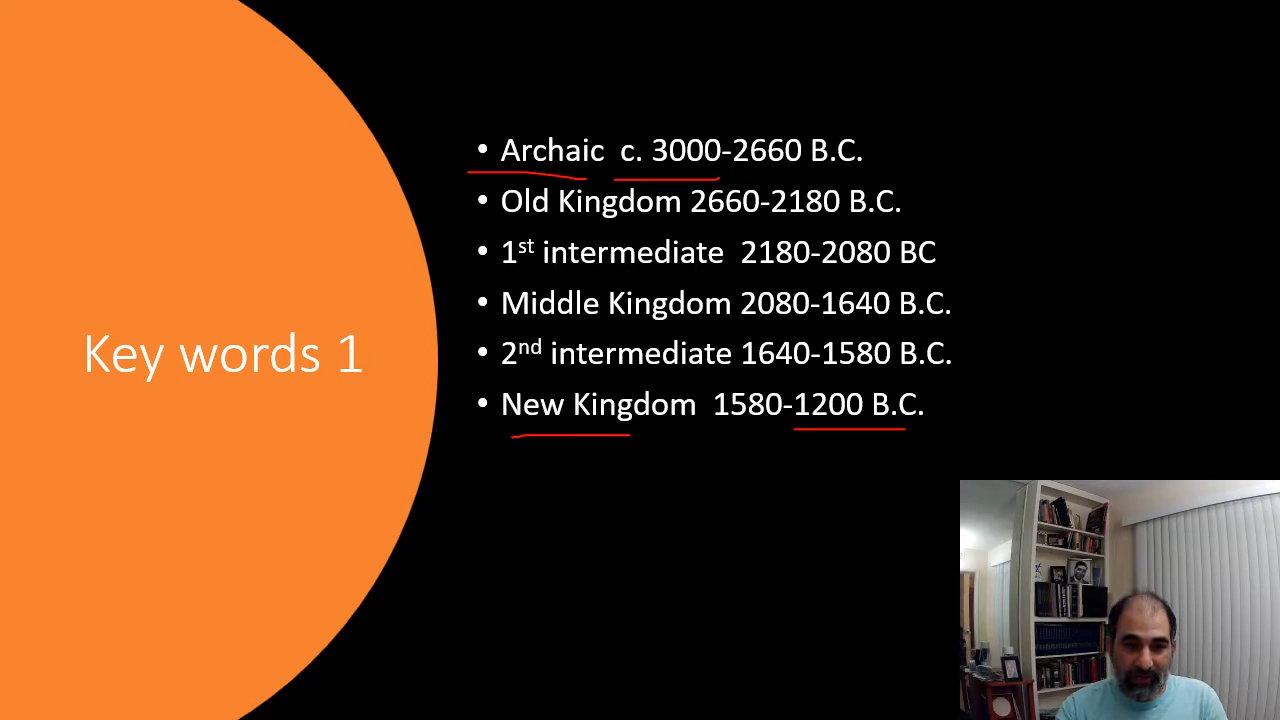 Key words 1
• Archaic  c. 3000-2660 B.C.
• Old Kingdom 2660-2180 B.C.
• 1st intermediate  2180-2080 BC
• Middle Kingdom 2080-1640 B.C.
• 2nd intermediate 1640-1580 B.C.
• New Kingdom  1580-1200 B.C.